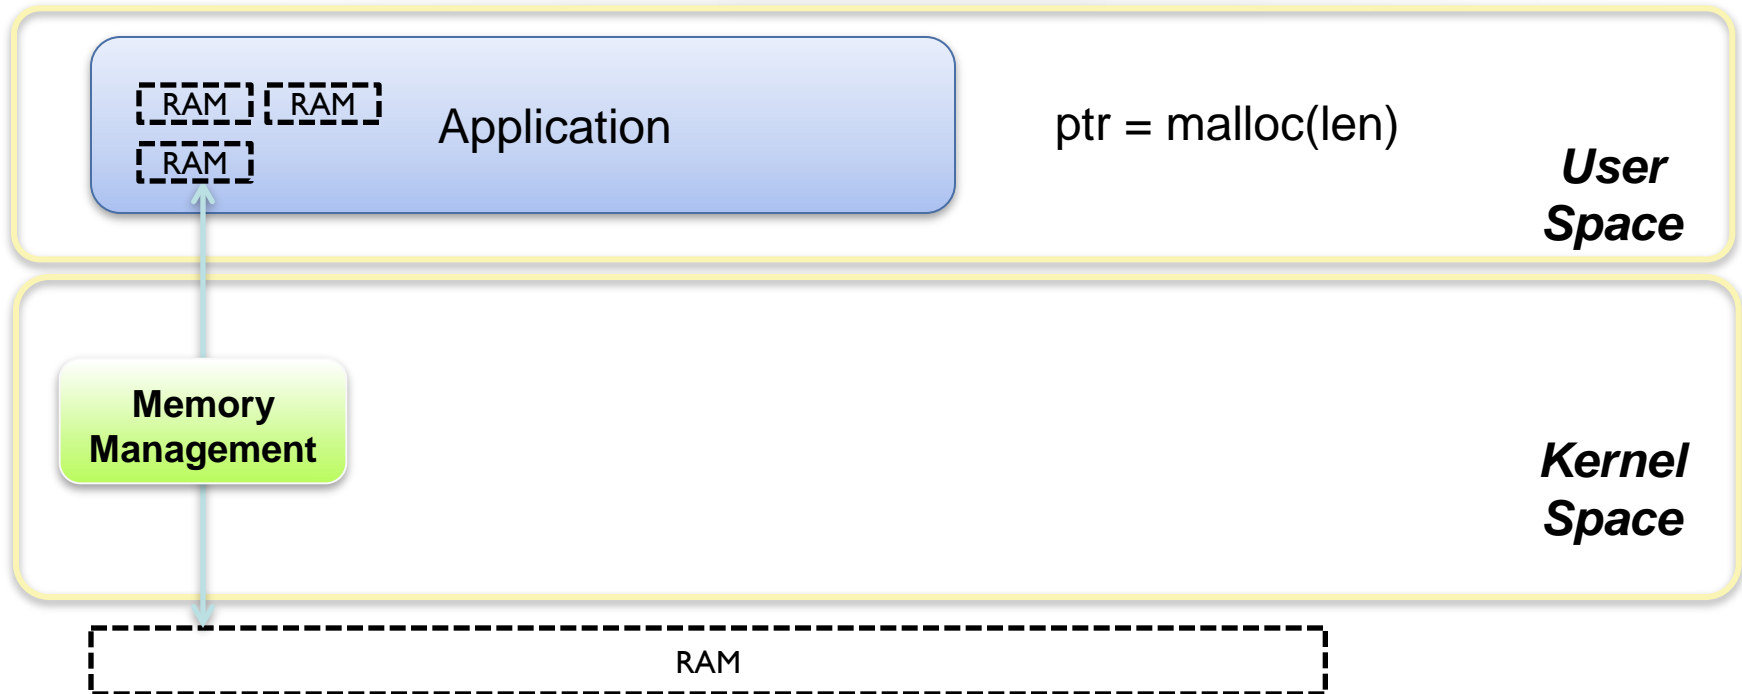 RAM RAM
RAM
Application
ptr = malloc(len)
User
Space
Memory
Management
Kernel
Space
RAM